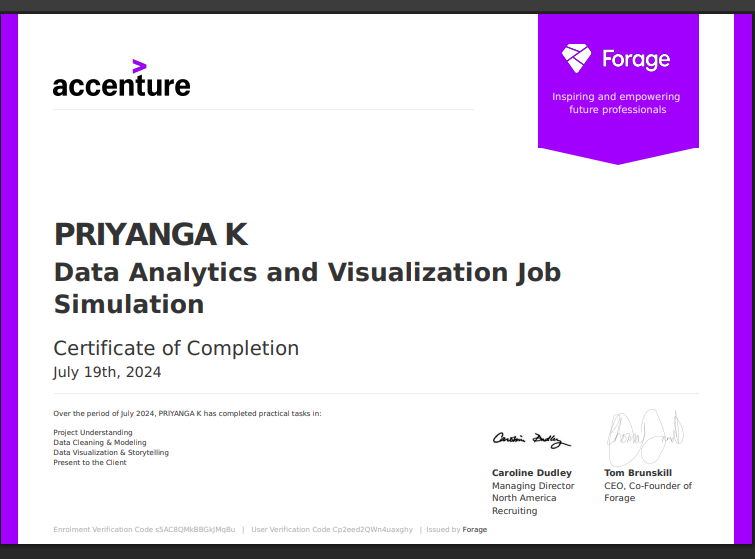 accenture
Forage
Inspiring and empowering
future professionals
PRIYANGA K
Data Analytics and Visualization Job
Simulation
Certificate of Completion
July 19th, 2024
Over the period of July 2024, PRIYANGA K has completed practical tasks in:
Project Understanding
Data Cleaning & Modeling
Data Visualization & Storytelling
Present to the Client
Caroline Dudley
Caroline Dudley
Managing Director
North America
Recruiting
Tom Brunskill
CEO, Co-Founder of
Forage
Enrolment Verification Code s5AC8QMkBBGkJMqBu | User Verification Code Cp2eed2QWn4uaxghy | Issued by Forage